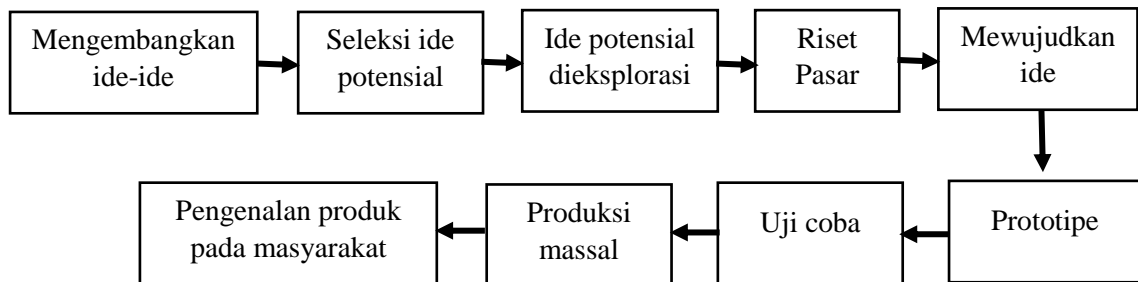 Mengembangkan
ide-ide
Seleksi ide
potensial
Ide potensial
dieksplorasi
Riset
Pasar
Mewujudkan
ide
Prototipe
Uji coba
Produksi
massal
Pengenalan produk
pada masyarakat